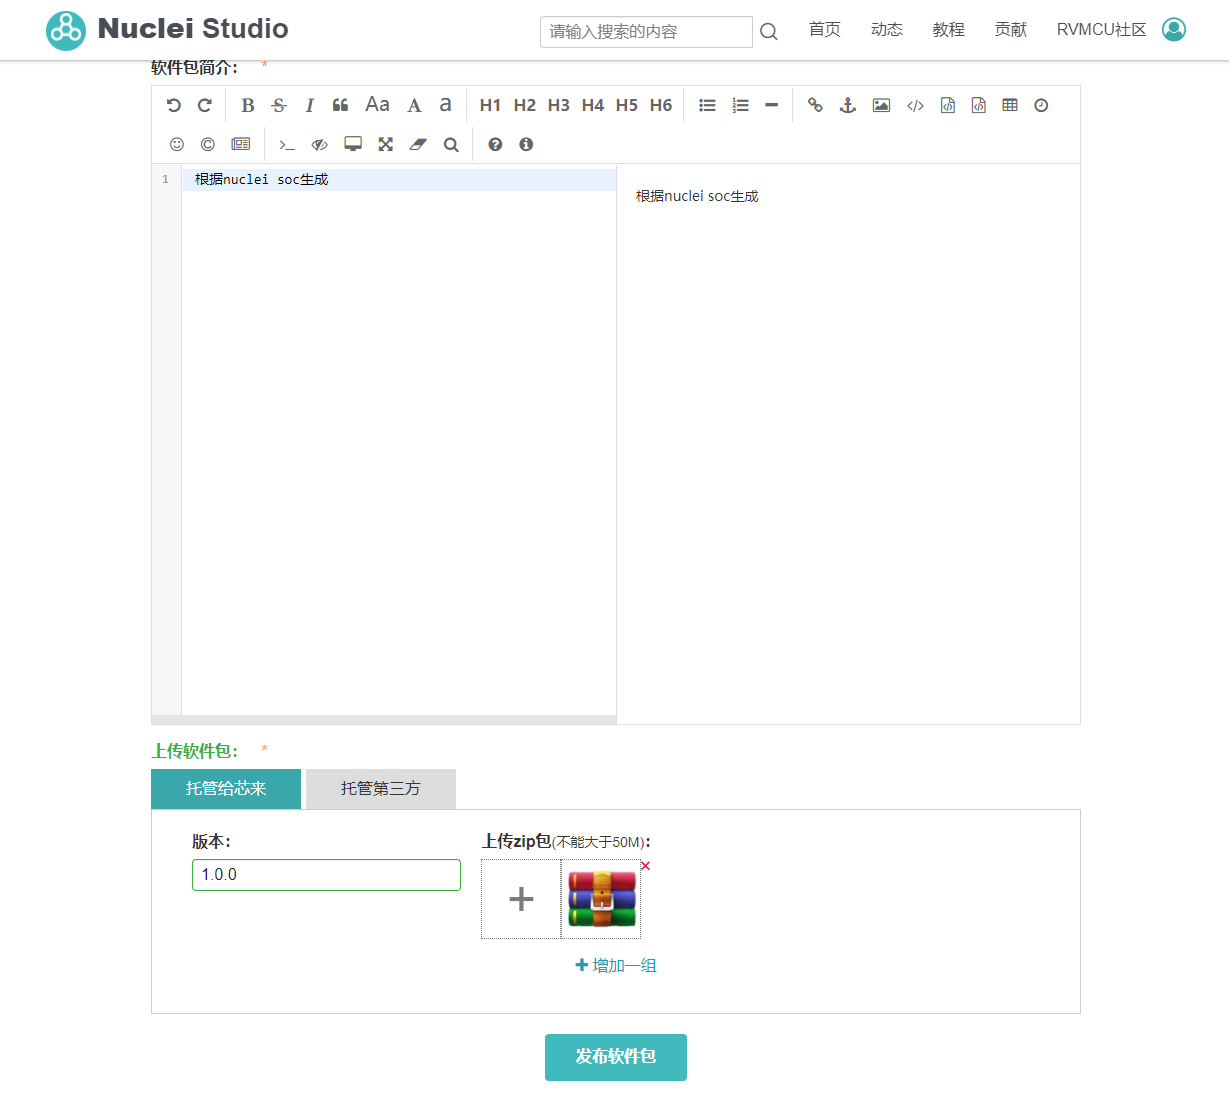 Nuclei Studio
请输入搜索的内容
首页 动态 教程 贡献 RVMCU社区
软件包简介： *
B S I Aa A a H1 H2 H3 H4 H5 H6
1 根据nuclei soc生成
根据nuclei soc生成
上传软件包： *
托管给芯来 托管第三方
版本： 上传zip包(不能大于50M)：
1.0.0
增加一组
发布软件包